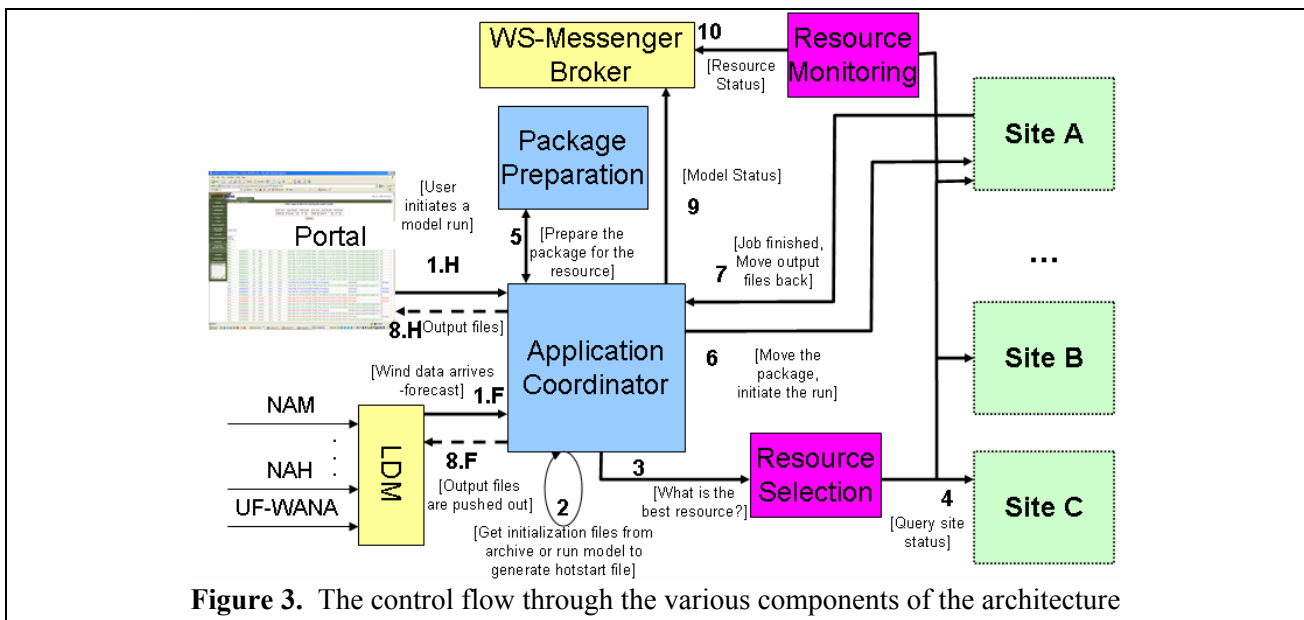 WS-Messenger
Broker
10
[Resource
Status]
Resource
Monitoring
Site A
Package
Preparation
[User
initiates a
model run]
Portal
1.H
5
[Prepare the
package for the
resource]
[Model Status]
9
7
[Job finished,
Move output
files back]
...
8.H
[Output files]
Application
Coordinator
6
[Move the
package,
initiate the run]
Site B
[Wind data arrives
-forecast]
1.F
NAM
NAH
UF-WANA
LDM
8.F
[Output files
are pushed out]
2
[Get initialization files from
archive or run model to
generate hotstart file]
3
[What is the
best resource?]
Resource
Selection
4
[Query site
status]
Site C
Figure 3. The control flow through the various components of the architecture